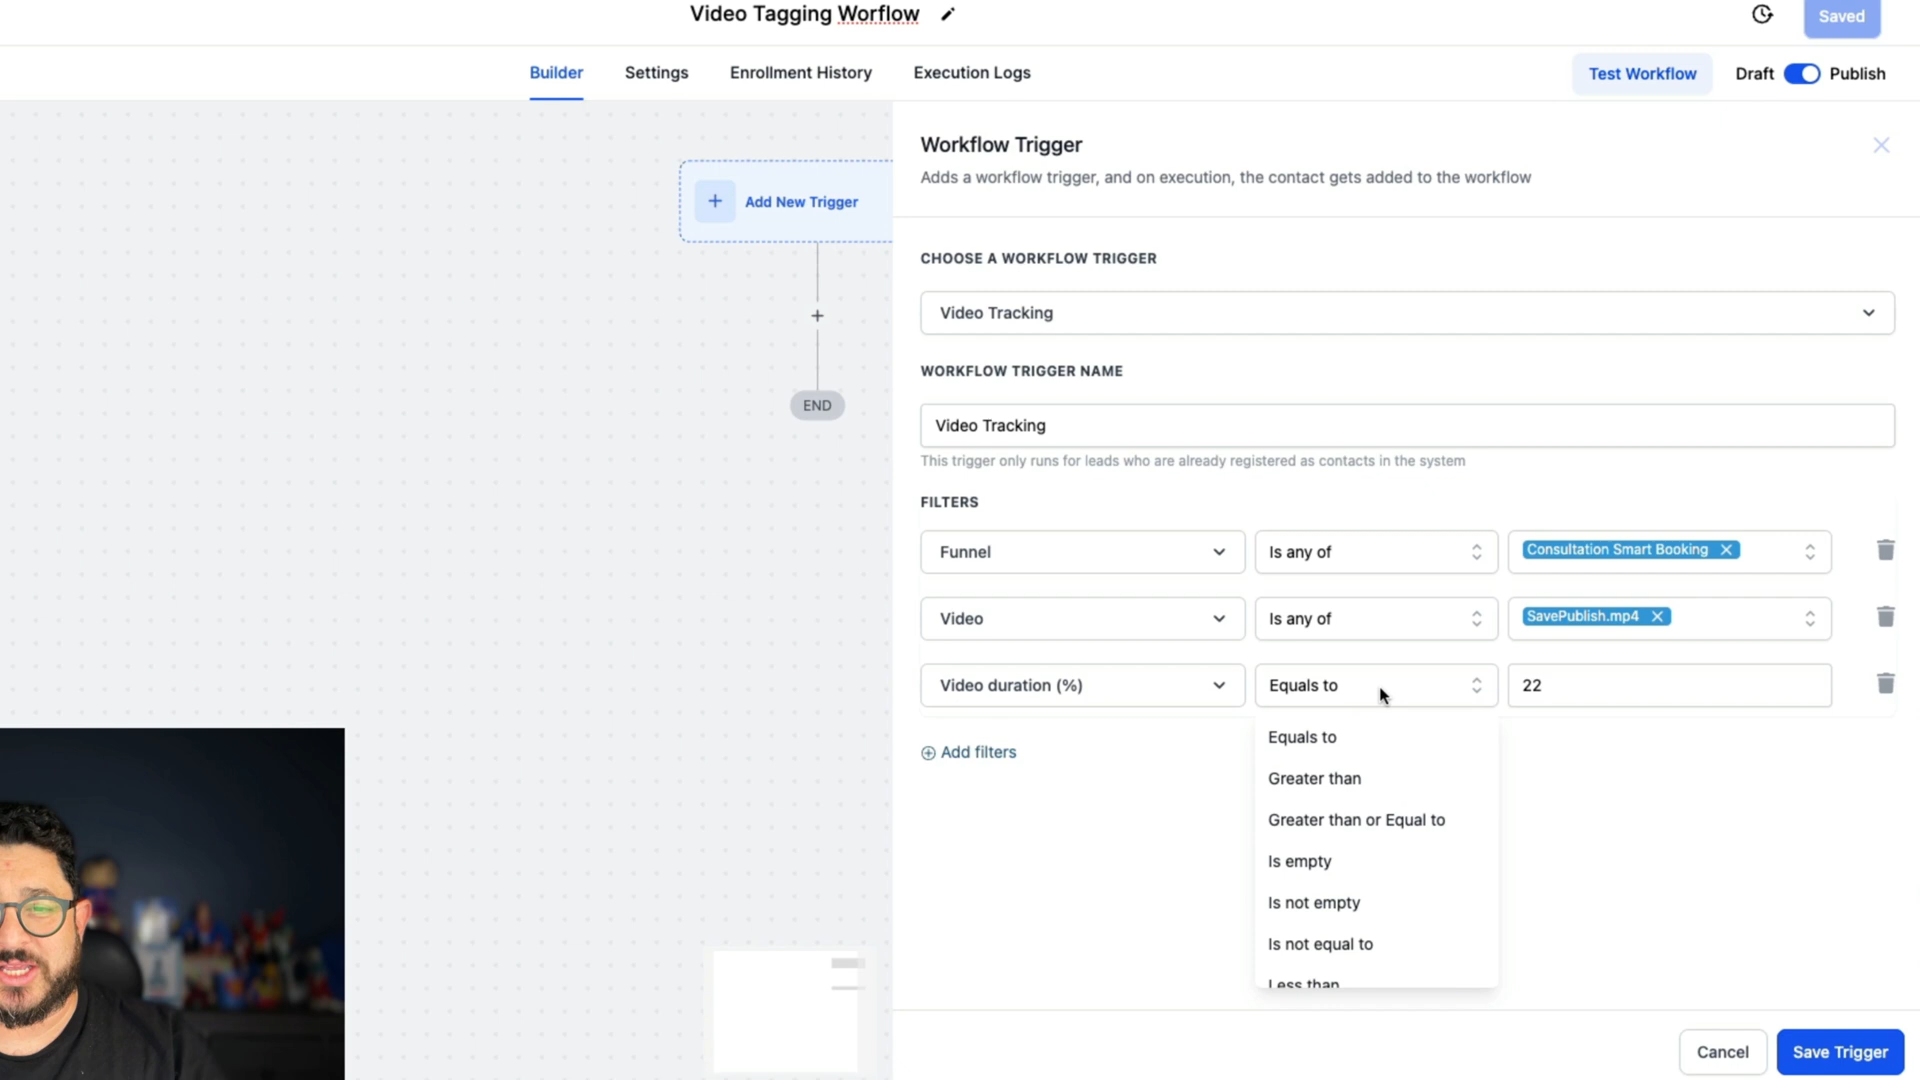 Video Tagging Worflow
Saved
Builder
Settings
Enrollment History
Execution Logs
Test Workflow
Draft
Publish
Workflow Trigger
Adds a workflow trigger, and on execution, the contact gets added to the workflow
Add New Trigger
END
CHOOSE A WORKFLOW TRIGGER
Video Tracking
WORKFLOW TRIGGER NAME
Video Tracking
This trigger only runs for leads who are already registered as contacts in the system
FILTERS
Funnel
Is any of
Consultation Smart Booking
Video
Is any of
SavePublish.mp4
Video duration (%)
Equals to
22
Add filters
Equals to
Greater than
Greater than or Equal to
Is empty
Is not empty
Is not equal to
Less than
Cancel
Save Trigger